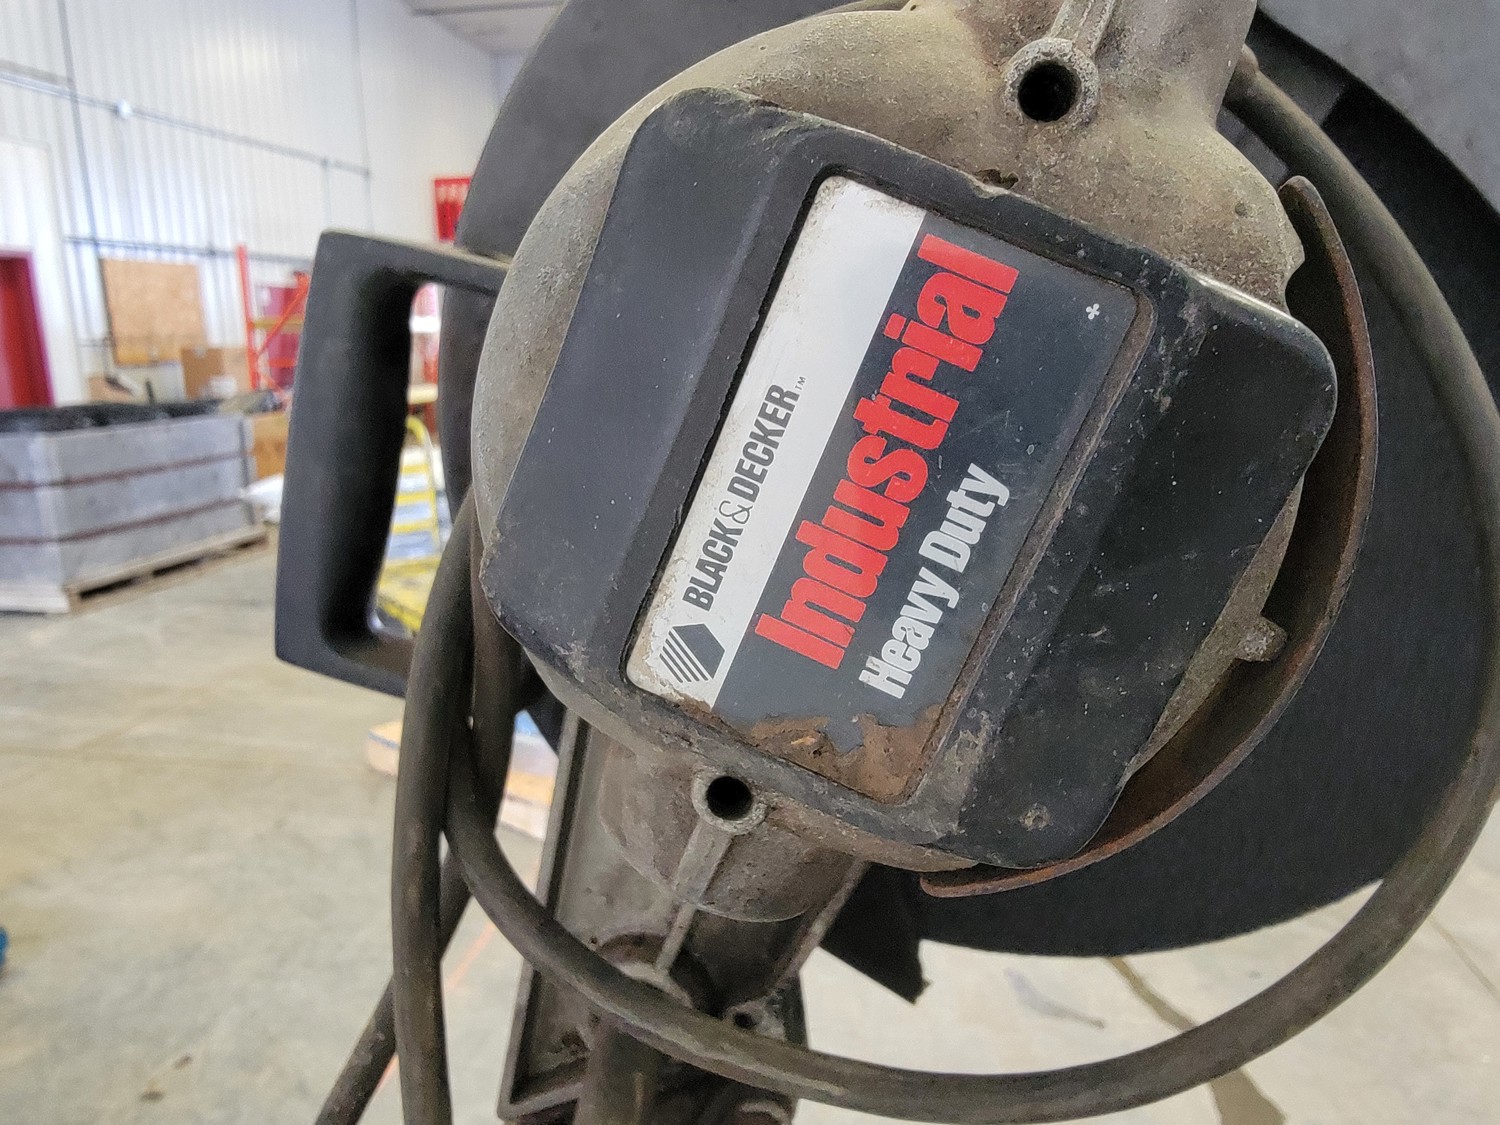 BLACK & DECKER™
Industrial
Heavy Duty